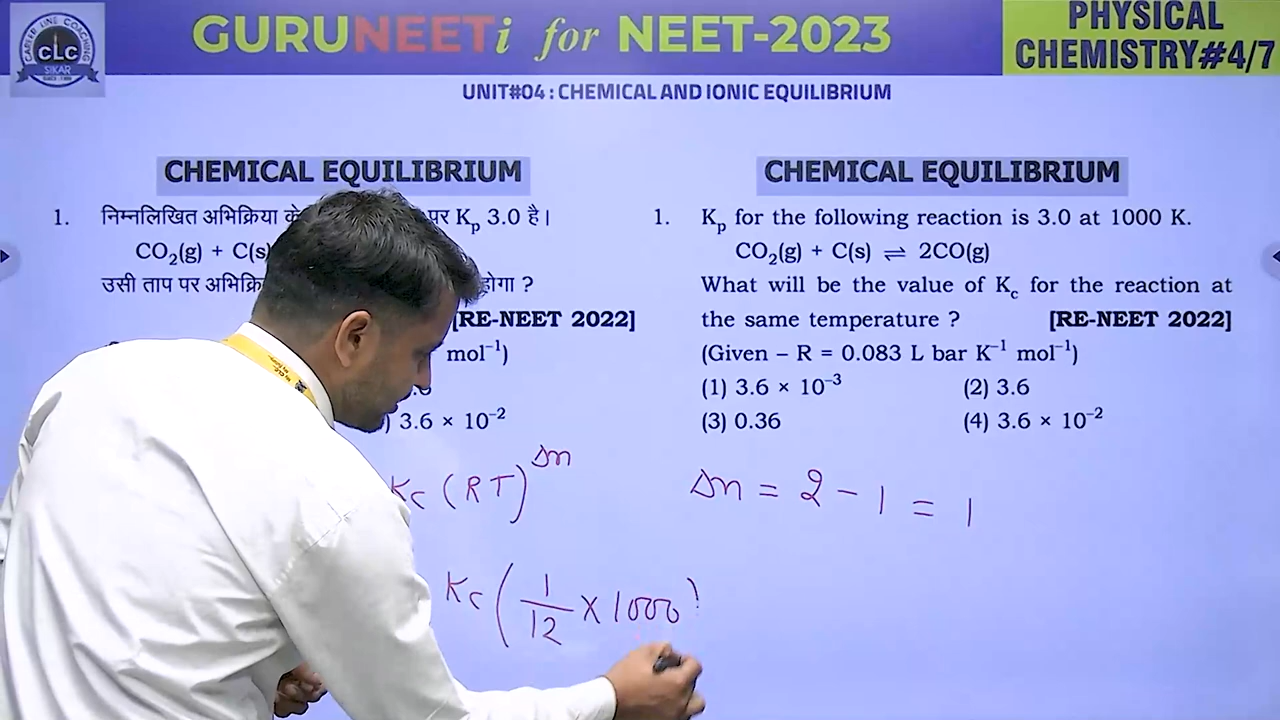 GURUNEETi for NEET-2023
PHYSICAL
CHEMISTRY#4/7
CLC
SIKAR
UNIT#04 : CHEMICAL AND IONIC EQUILIBRIUM
CHEMICAL EQUILIBRIUM
1. निम्नलिखित अभिक्रिया के पर Kp 3.0 है।
CO₂(g) + C(s)
उसी ताप पर होगा ?
[RE-NEET 2022]
mol⁻¹)
3.6 × 10⁻²
CHEMICAL EQUILIBRIUM
1. Kp for the following reaction is 3.0 at 1000 K.
CO₂(g) + C(s) ⇌ 2CO(g)
What will be the value of Kc for the reaction at
the same temperature ? [RE-NEET 2022]
(Given – R = 0.083 L bar K⁻¹ mol⁻¹)
(1) 3.6 × 10⁻³ (2) 3.6
(3) 0.36 (4) 3.6 × 10⁻²
Kc (RT)^Δn
Δn = 2 - 1 = 1
Kc (1/12 × 1000)